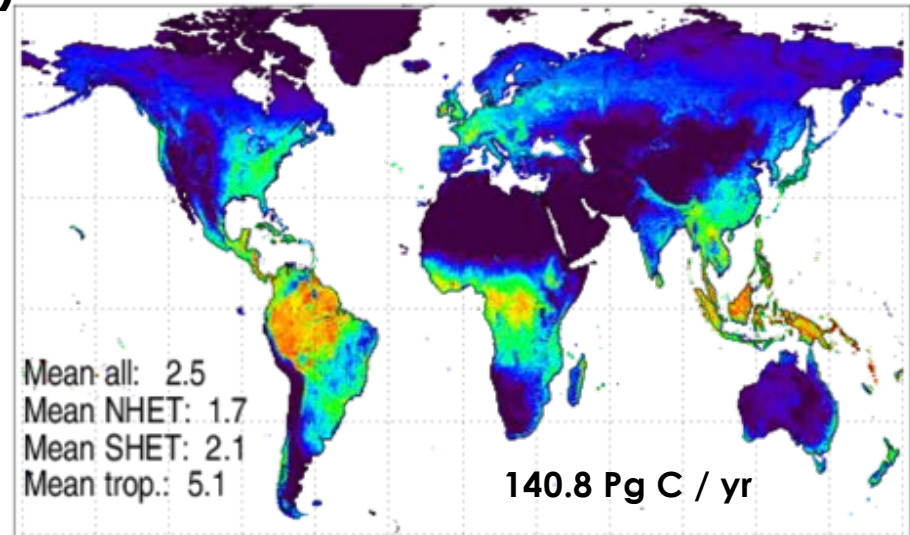 )
Mean all: 2.5
Mean NHET: 1.7
Mean SHET: 2.1
Mean trop.: 5.1
140.8 Pg C / yr